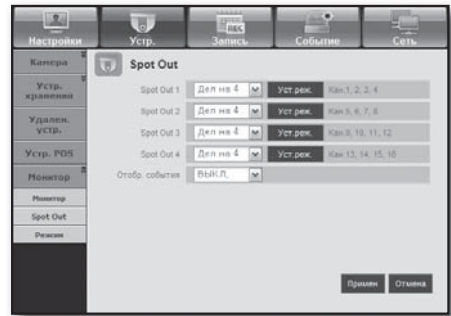 Настройки Устр. Запись Событие Сеть
REC
Камера
Устр.
хранения
Удален.
устр.
Устр. POS
Монитор
Монитор
Spot Out
Режим
Spot Out
Spot Out 1 Дел на 4 Уст.реж. Кан.1, 2, 3, 4
Spot Out 2 Дел на 4 Уст.реж. Кан.5, 6, 7, 8
Spot Out 3 Дел на 4 Уст.реж. Кан.9, 10, 11, 12
Spot Out 4 Дел на 4 Уст.реж. Кан.13, 14, 15, 16
Отобр. события ВЫКЛ.
Примен Отмена